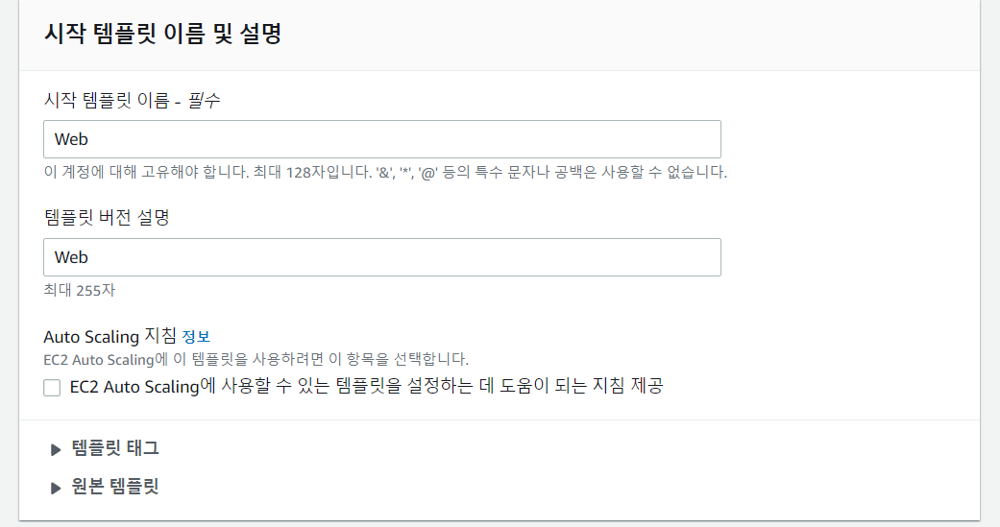 시작 템플릿 이름 및 설명
시작 템플릿 이름 - 필수
Web
이 계정에 대해 고유해야 합니다. 최대 128자입니다. '&', '*', '@' 등의 특수 문자나 공백은 사용할 수 없습니다.
템플릿 버전 설명
Web
최대 255자
Auto Scaling 지침 정보
EC2 Auto Scaling에 이 템플릿을 사용하려면 이 항목을 선택합니다.
EC2 Auto Scaling에 사용할 수 있는 템플릿을 설정하는 데 도움이 되는 지침 제공
템플릿 태그
원본 템플릿